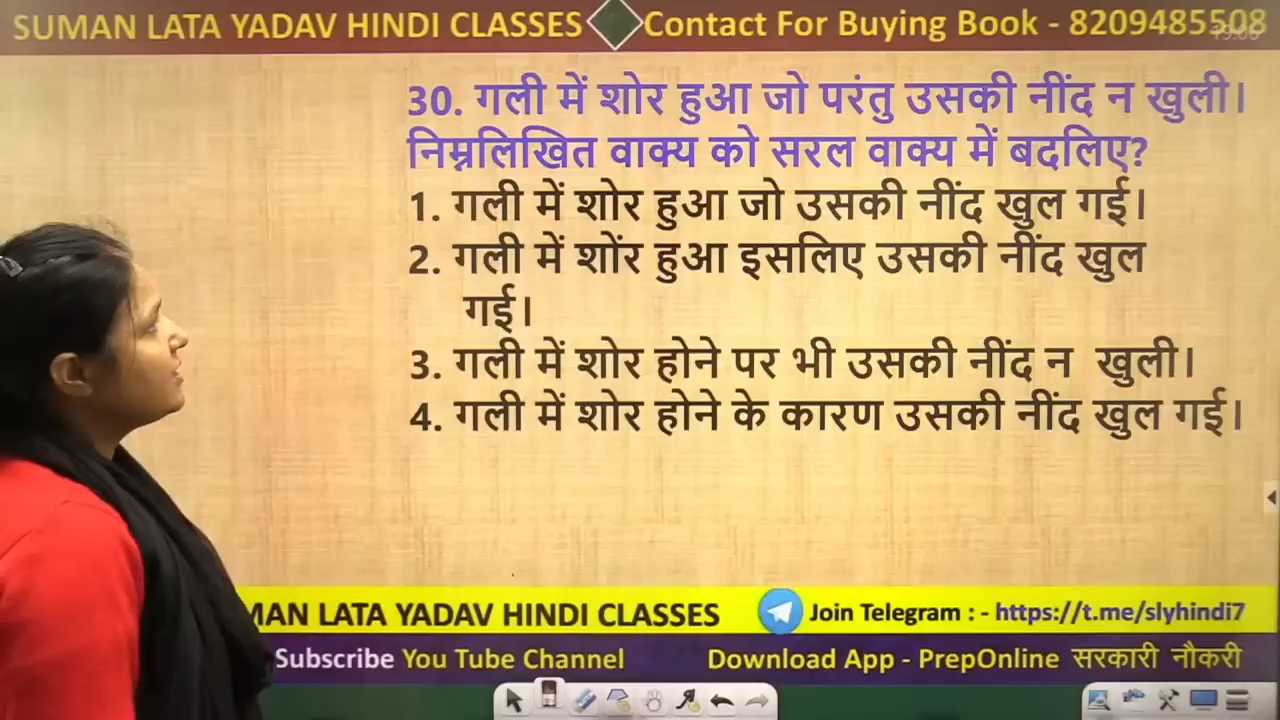 SUMAN LATA YADAV HINDI CLASSES Contact For Buying Book - 8209485508
30. गली में शोर हुआ जो परंतु उसकी नींद न खुली।
निम्नलिखित वाक्य को सरल वाक्य में बदलिए?
1. गली में शोर हुआ जो उसकी नींद खुल गई।
2. गली में शोंर हुआ इसलिए उसकी नींद खुल
गई।
3. गली में शोर होने पर भी उसकी नींद न खुली।
4. गली में शोर होने के कारण उसकी नींद खुल गई।
MAN LATA YADAV HINDI CLASSES Join Telegram : - https://t.me/slyhindi7
Subscribe You Tube Channel Download App - PrepOnline सरकारी नौकरी